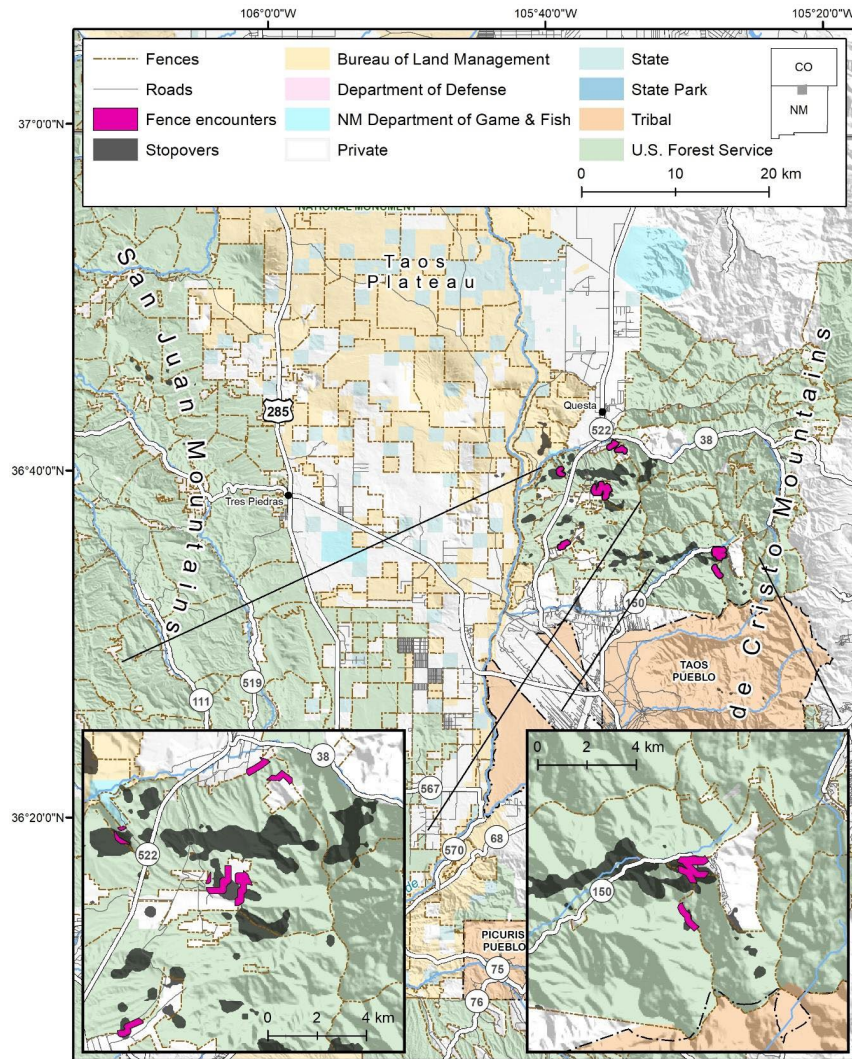 106°0'0"W
105°40'0"W
105°20'0"W
Fences
Roads
Fence encounters
Stopovers
Bureau of Land Management
Department of Defense
NM Department of Game & Fish
Private
State
State Park
Tribal
U.S. Forest Service
CO
NM
0 10 20 km
37°0'0"N
NATIONAL MONUMENT
San Juan Mountains
Taos
Plateau
Questa
285
522
38
de Cristo Mountains
36°40'0"N
Tres Piedras
150
TAOS
PUEBLO
519
111
36°20'0"N
567
570
68
de
PICURIS
PUEBLO
75
76
38
522
0 2 4 km
0 2 4 km
150